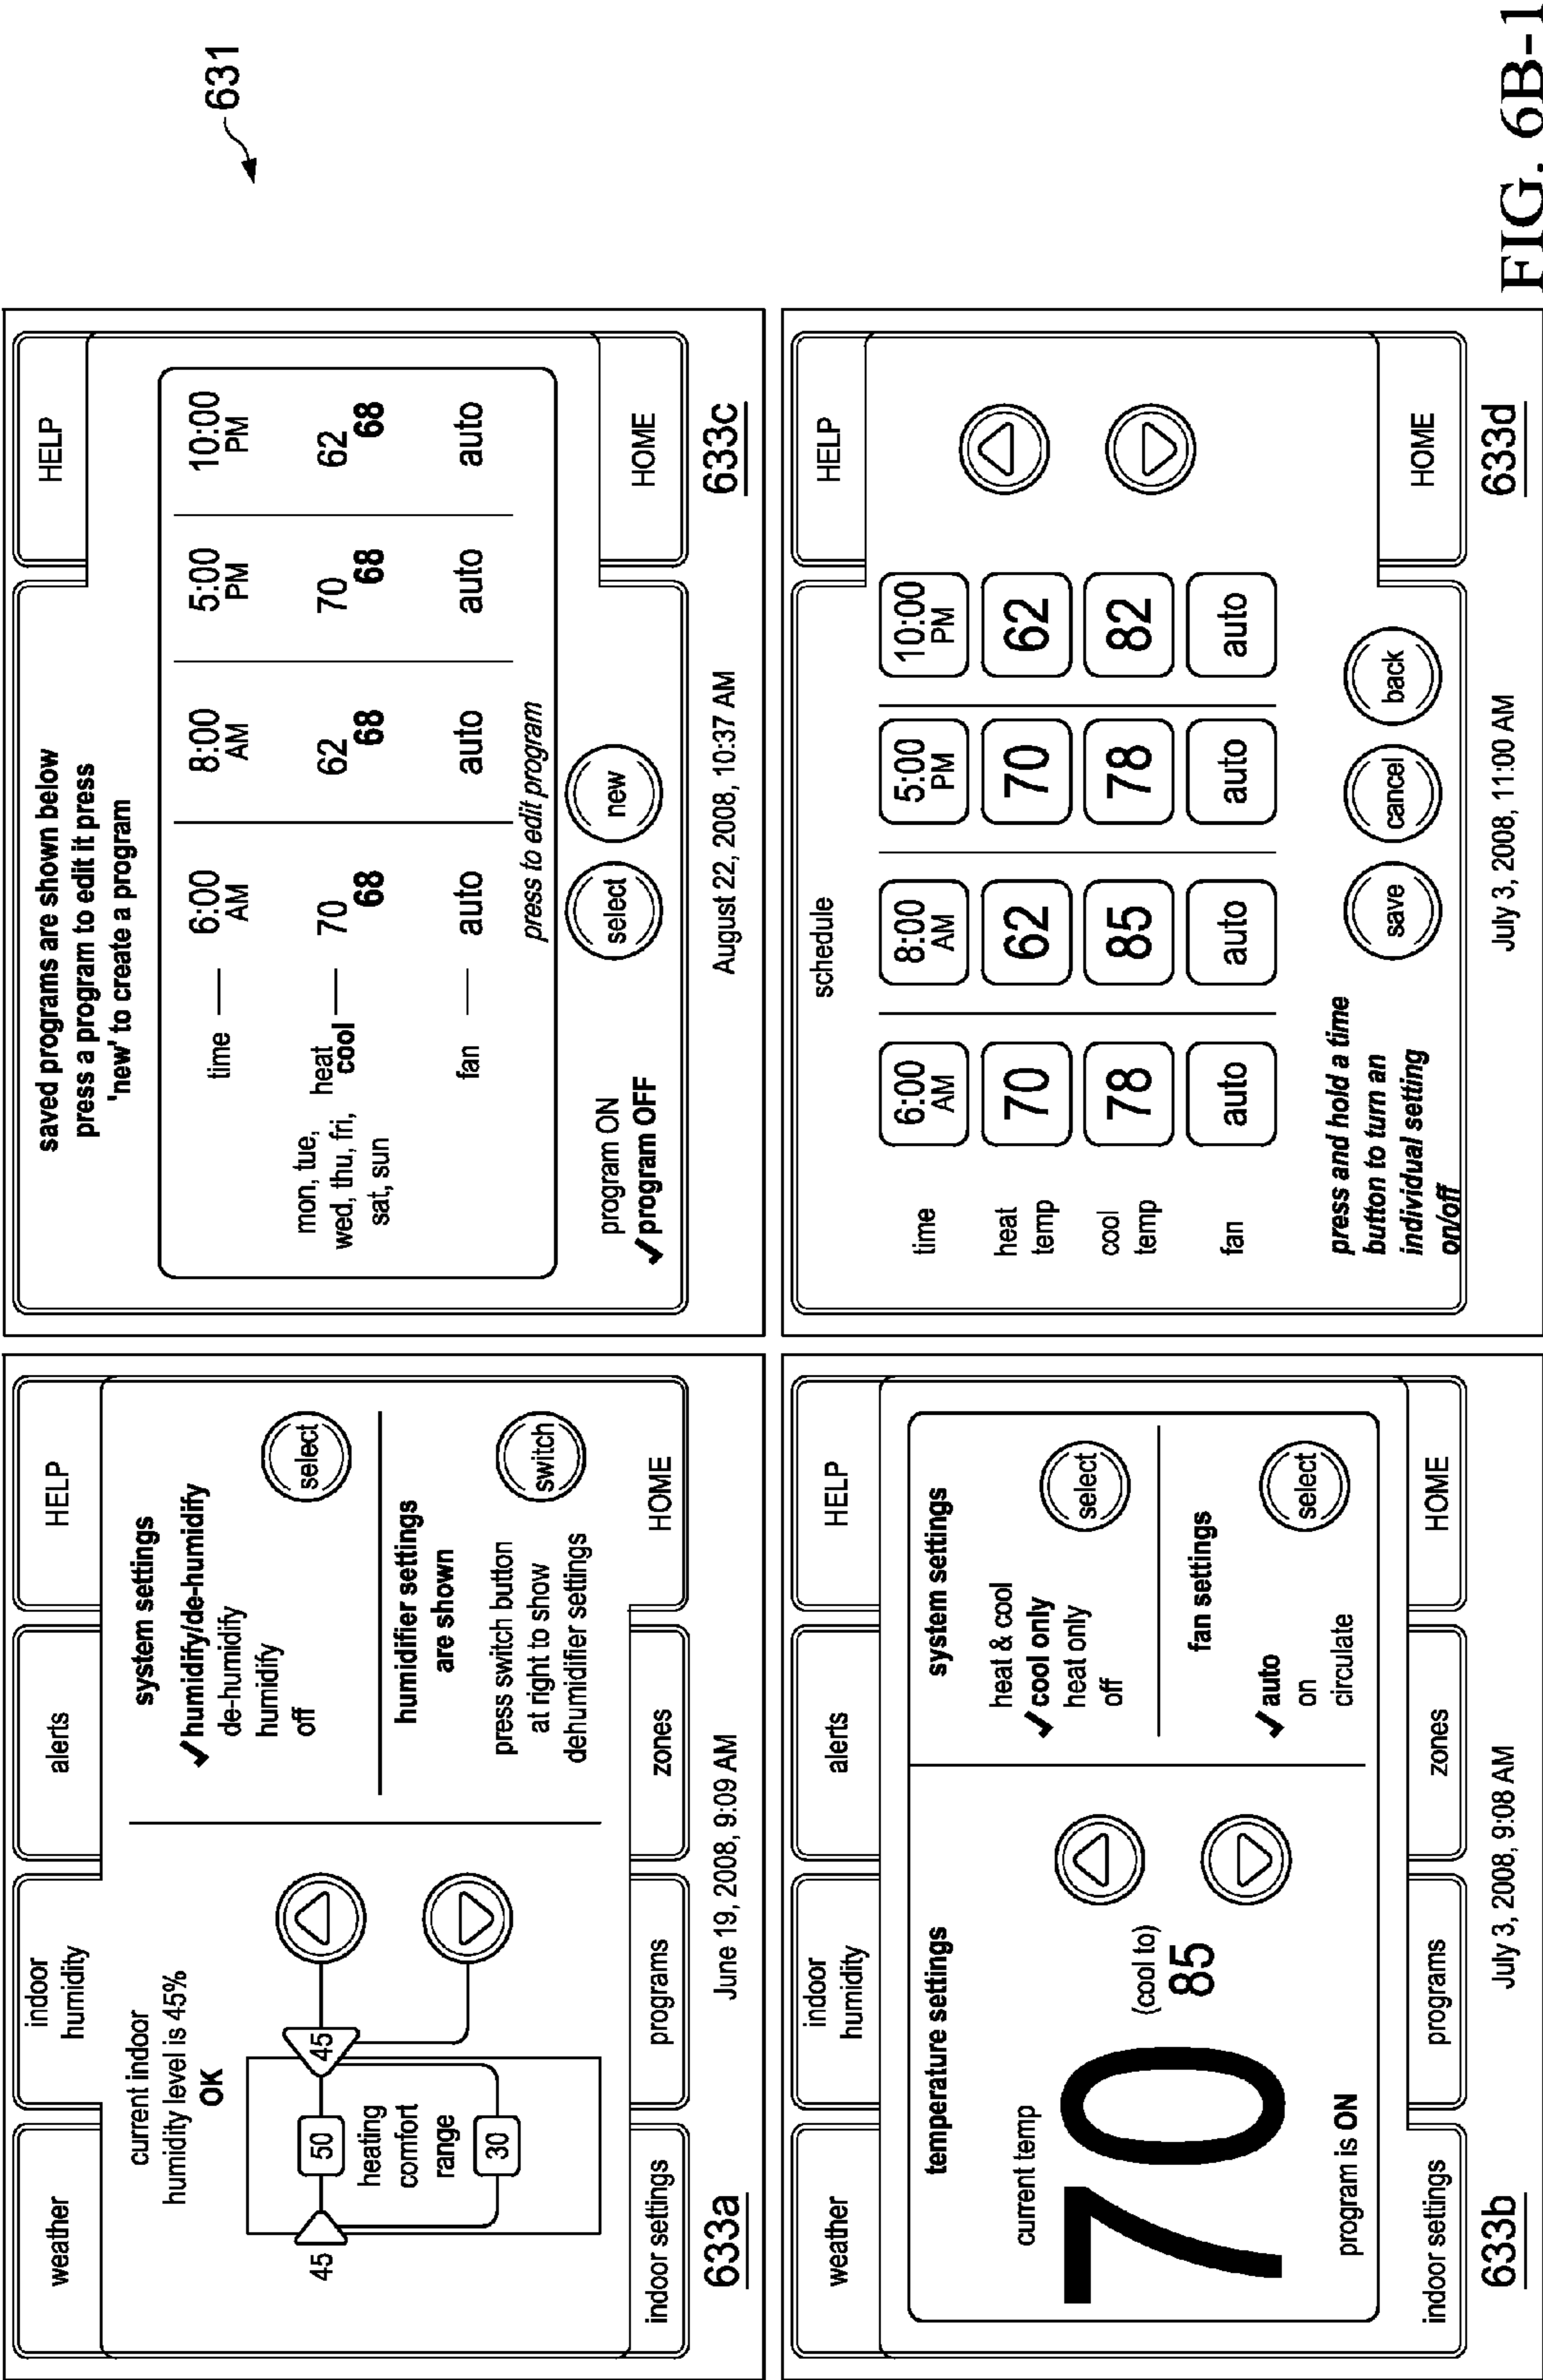 631
weather
indoor
humidity
alerts
HELP
current indoor
humidity level is 45%
OK
45
50
45
heating
comfort
range
30
system settings
✓ humidify/de-humidify
de-humidify
humidify
off
select
humidifier settings
are shown
press switch button
at right to show
dehumidifier settings
switch
indoor settings
programs
zones
HOME
633a
June 19, 2008, 9:09 AM
HELP
saved programs are shown below
press a program to edit it press
'new' to create a program
time
6:00
AM
8:00
AM
5:00
PM
10:00
PM
mon, tue,
wed, thu, fri,
sat, sun
heat
cool
70
68
62
68
70
68
62
68
fan
auto
auto
auto
auto
press to edit program
program ON
✓ program OFF
select
new
HOME
August 22, 2008, 10:37 AM
633c
weather
indoor
humidity
alerts
HELP
temperature settings
current temp
70
(cool to)
85
program is ON
system settings
heat & cool
✓ cool only
heat only
off
select
fan settings
✓ auto
on
circulate
select
indoor settings
programs
zones
HOME
633b
July 3, 2008, 9:08 AM
HELP
schedule
time
6:00
AM
8:00
AM
5:00
PM
10:00
PM
heat
temp
70
62
70
62
cool
temp
78
85
78
82
fan
auto
auto
auto
auto
press and hold a time
button to turn an
individual setting
on/off
save
cancel
back
HOME
July 3, 2008, 11:00 AM
633d
FIG. 6B-1